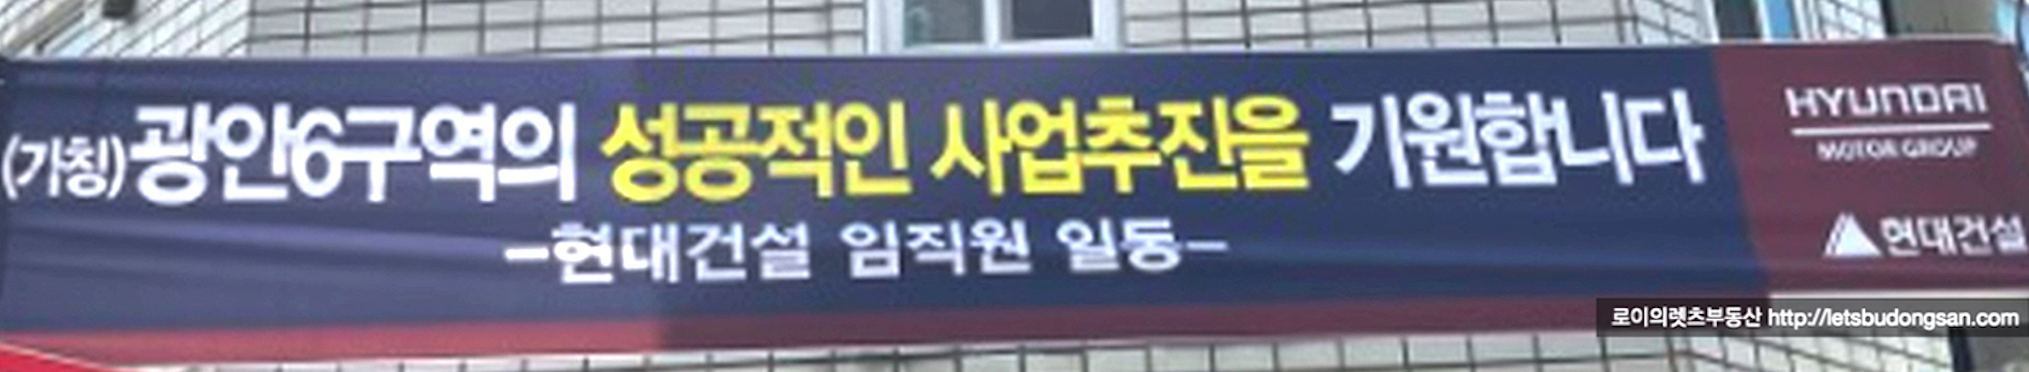 (가칭)광안6구역의 성공적인 사업추진을 기원합니다
-현대건설 임직원 일동-
HYUNDAI
MOTOR GROUP
현대건설
로이의렛츠부동산 http://letsbudongsan.com